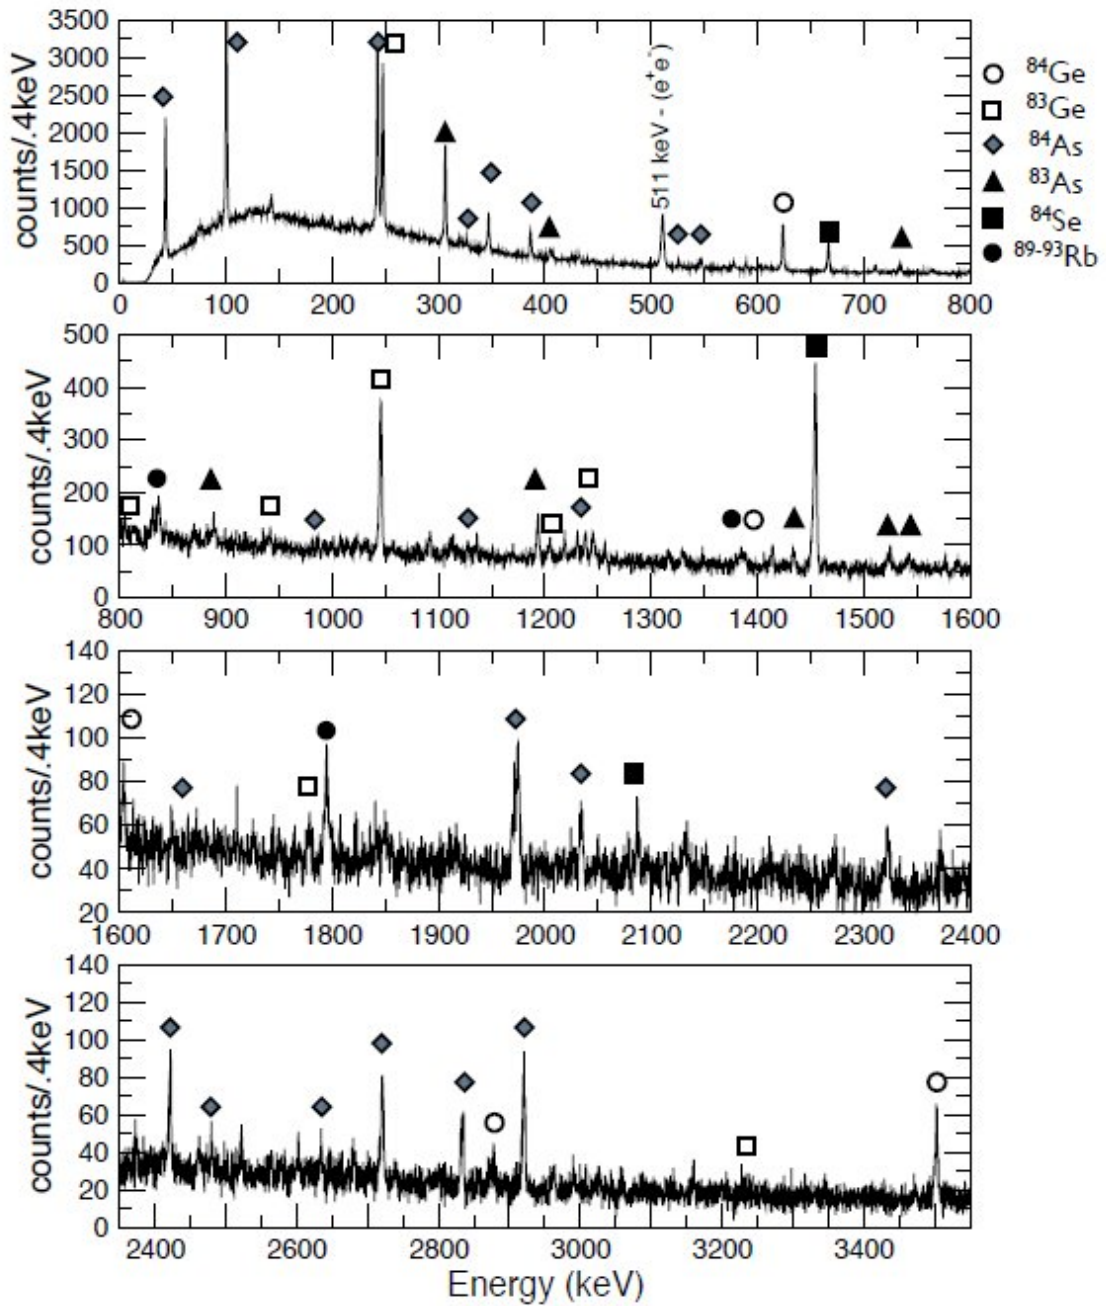 3500
3000
2500
2000
1500
1000
500
0
counts/.4keV
511 keV - (e⁺e⁻)
0 100 200 300 400 500 600 700 800
⁸⁴Ge
⁸³Ge
⁸⁴As
⁸³As
⁸⁴Se
⁸⁹⁻⁹³Rb
500
400
300
200
100
0
counts/.4keV
800 900 1000 1100 1200 1300 1400 1500 1600
140
120
100
80
60
40
20
counts/.4keV
1600 1700 1800 1900 2000 2100 2200 2300 2400
140
120
100
80
60
40
20
0
counts/.4keV
2400 2600 2800 3000 3200 3400
Energy (keV)